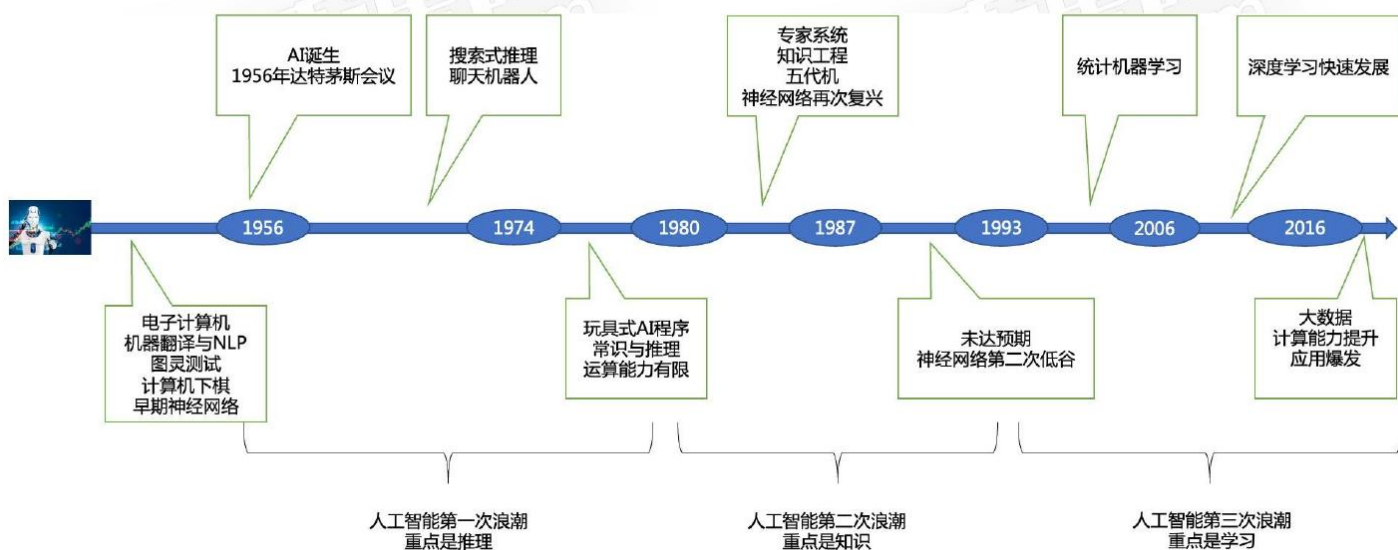 AI诞生
1956年达特茅斯会议
搜索式推理
聊天机器人
专家系统
知识工程
五代机
神经网络再次复兴
统计机器学习
深度学习快速发展
1956
1974
1980
1987
1993
2006
2016
电子计算机
机器翻译与NLP
图灵测试
计算机下棋
早期神经网络
玩具式AI程序
常识与推理
运算能力有限
未达预期
神经网络第二次低谷
大数据
计算能力提升
应用爆发
人工智能第一次浪潮
重点是推理
人工智能第二次浪潮
重点是知识
人工智能第三次浪潮
重点是学习